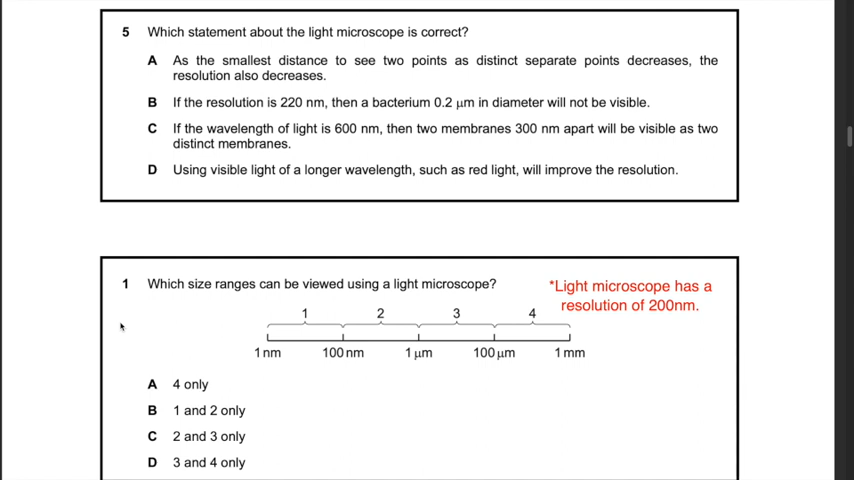 5 Which statement about the light microscope is correct?
A As the smallest distance to see two points as distinct separate points decreases, the
resolution also decreases.
B If the resolution is 220 nm, then a bacterium 0.2 μm in diameter will not be visible.
C If the wavelength of light is 600 nm, then two membranes 300 nm apart will be visible as two
distinct membranes.
D Using visible light of a longer wavelength, such as red light, will improve the resolution.
1 Which size ranges can be viewed using a light microscope?
*Light microscope has a
resolution of 200nm.
1 2 3 4
1 nm 100 nm 1 μm 100 μm 1 mm
A 4 only
B 1 and 2 only
C 2 and 3 only
D 3 and 4 only